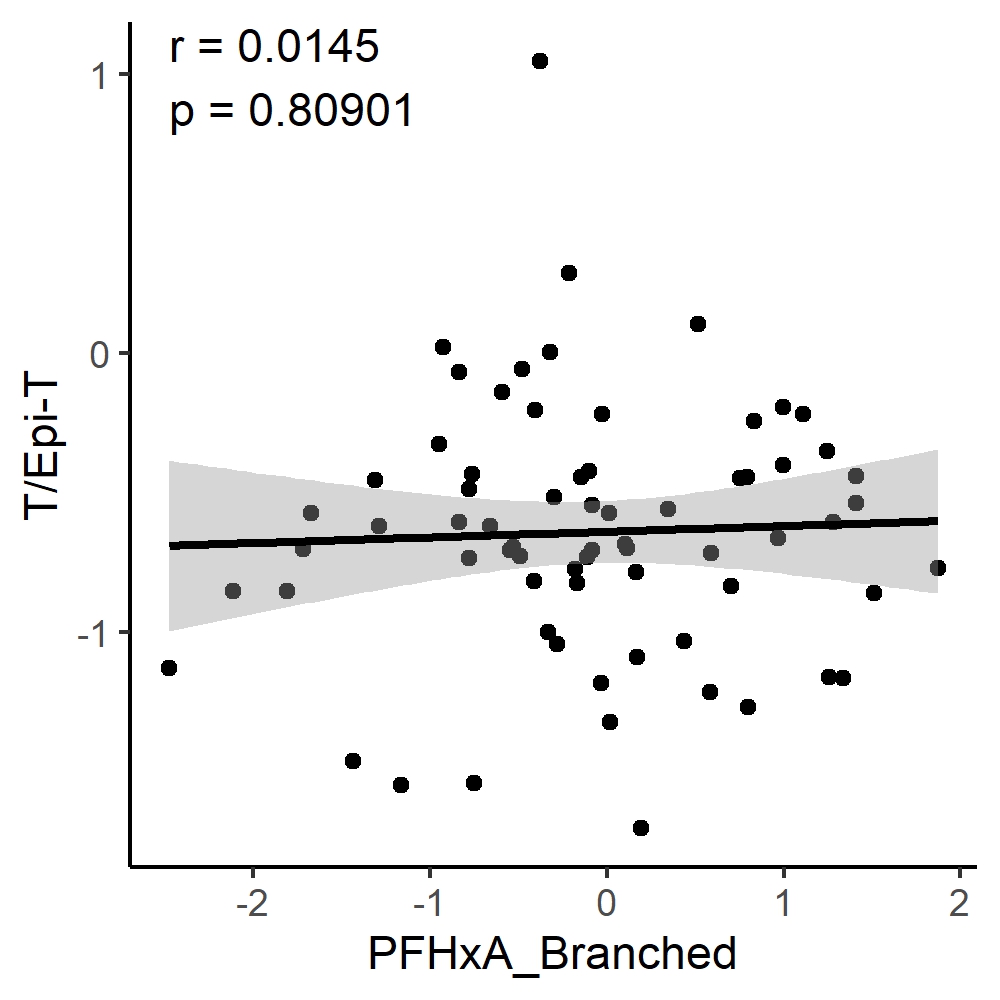 r = 0.0145
p = 0.80901
1
0
-1
T/Epi-T
-2 -1 0 1 2
PFHxA_Branched